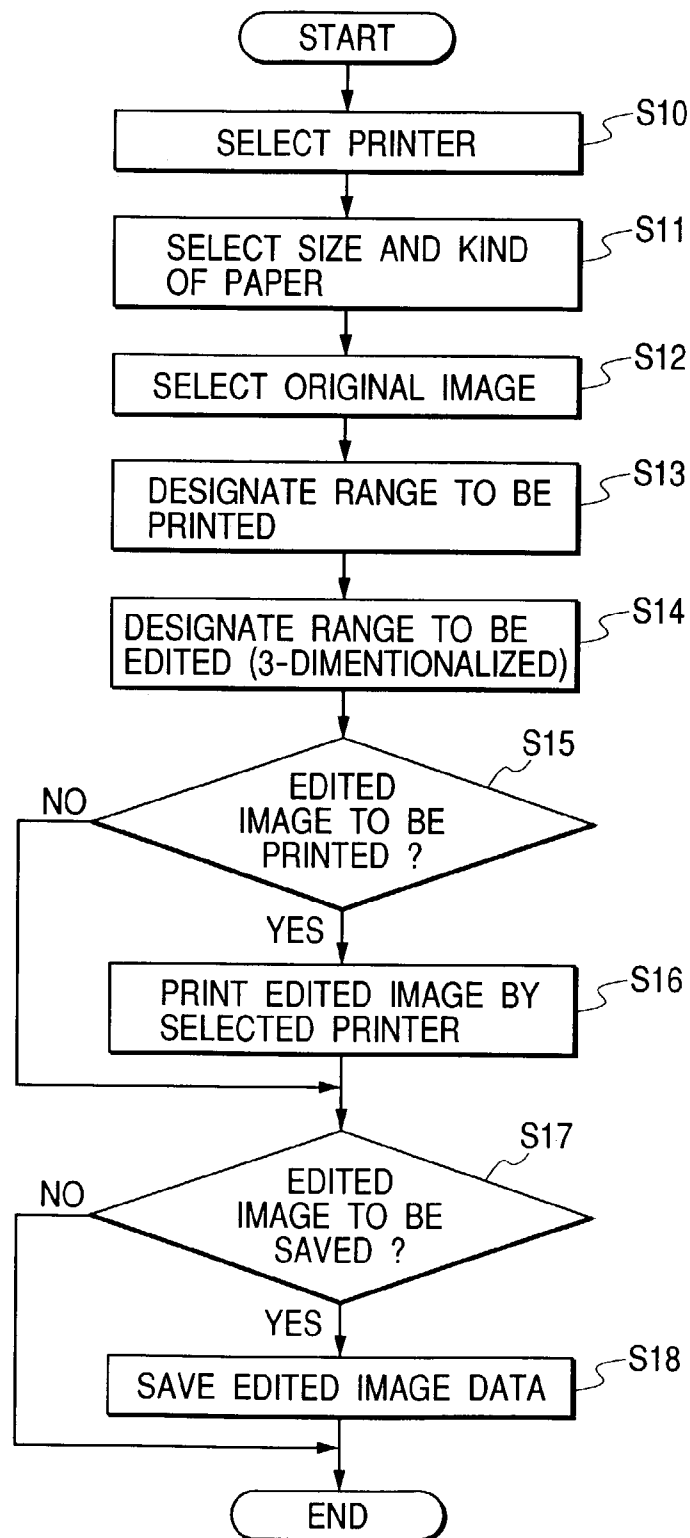 START
SELECT PRINTER
S10
SELECT SIZE AND KIND
OF PAPER
S11
SELECT ORIGINAL IMAGE
S12
DESIGNATE RANGE TO BE
PRINTED
S13
DESIGNATE RANGE TO BE
EDITED (3-DIMENTIONALIZED)
S14
EDITED
IMAGE TO BE
PRINTED ?
S15
NO
YES
PRINT EDITED IMAGE BY
SELECTED PRINTER
S16
EDITED
IMAGE TO BE
SAVED ?
S17
NO
YES
SAVE EDITED IMAGE DATA
S18
END